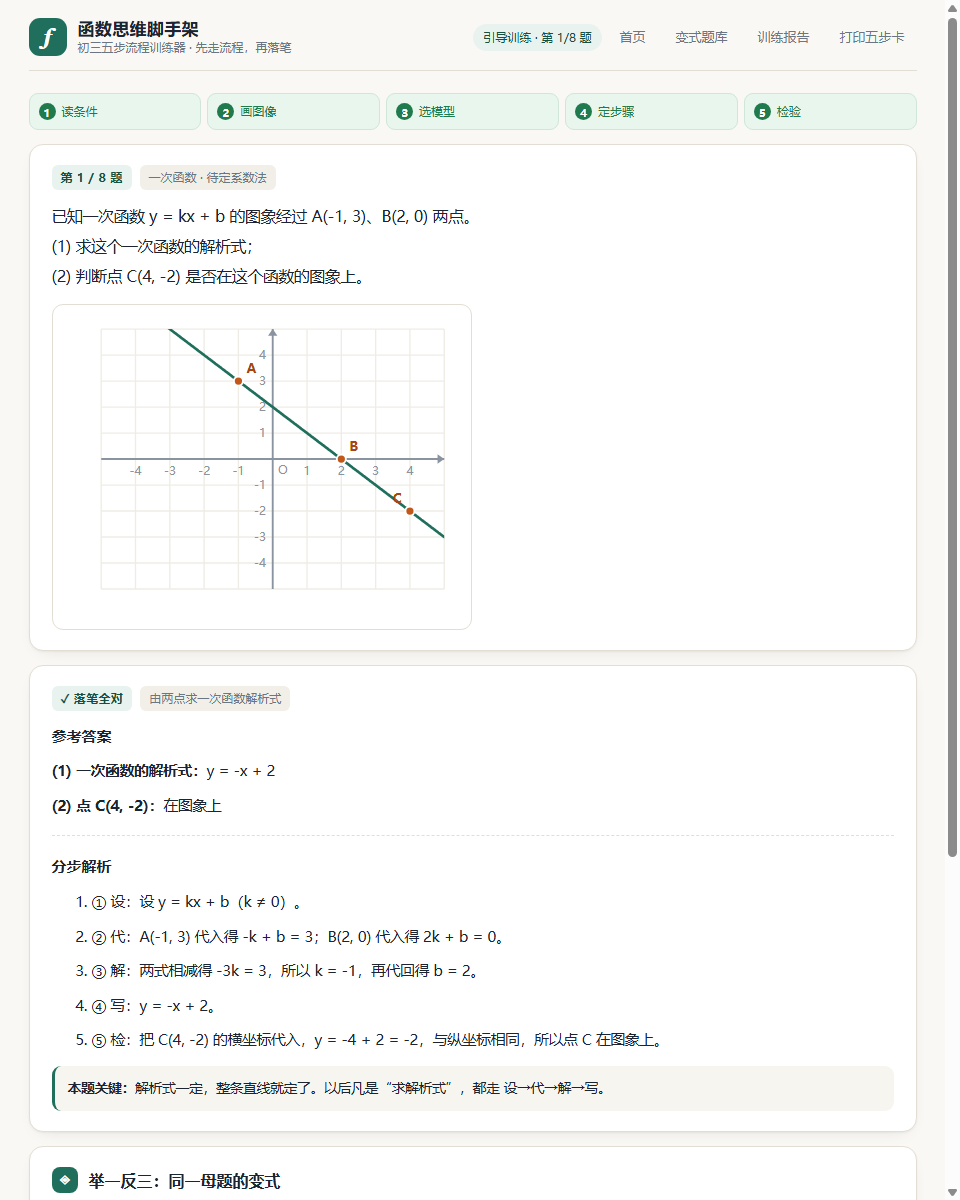 f
函数思维脚手架
初三五步流程训练器 · 先走流程，再落笔
引导训练 · 第 1/8 题
首页
变式题库
训练报告
打印五步卡
1 读条件
2 画图像
3 选模型
4 定步骤
5 检验
第 1 / 8 题
一次函数 · 待定系数法
已知一次函数 y = kx + b 的图象经过 A(-1, 3)、B(2, 0) 两点。
(1) 求这个一次函数的解析式；
(2) 判断点 C(4, -2) 是否在这个函数的图象上。
4
A
3
2
1
B
-4 -3 -2 -1 O 1 2 3 4
-1
C
-2
-3
-4
✓ 落笔全对
由两点求一次函数解析式
参考答案
(1) 一次函数的解析式：y = -x + 2
(2) 点 C(4, -2)：在图象上
分步解析
1. ① 设：设 y = kx + b（k ≠ 0）。
2. ② 代：A(-1, 3) 代入得 -k + b = 3；B(2, 0) 代入得 2k + b = 0。
3. ③ 解：两式相减得 -3k = 3，所以 k = -1，再代回得 b = 2。
4. ④ 写：y = -x + 2。
5. ⑤ 检：把 C(4, -2) 的横坐标代入，y = -4 + 2 = -2，与纵坐标相同，所以点 C 在图象上。
本题关键：解析式一定，整条直线就定了。以后凡是“求解析式”，都走 设→代→解→写。
举一反三：同一母题的变式